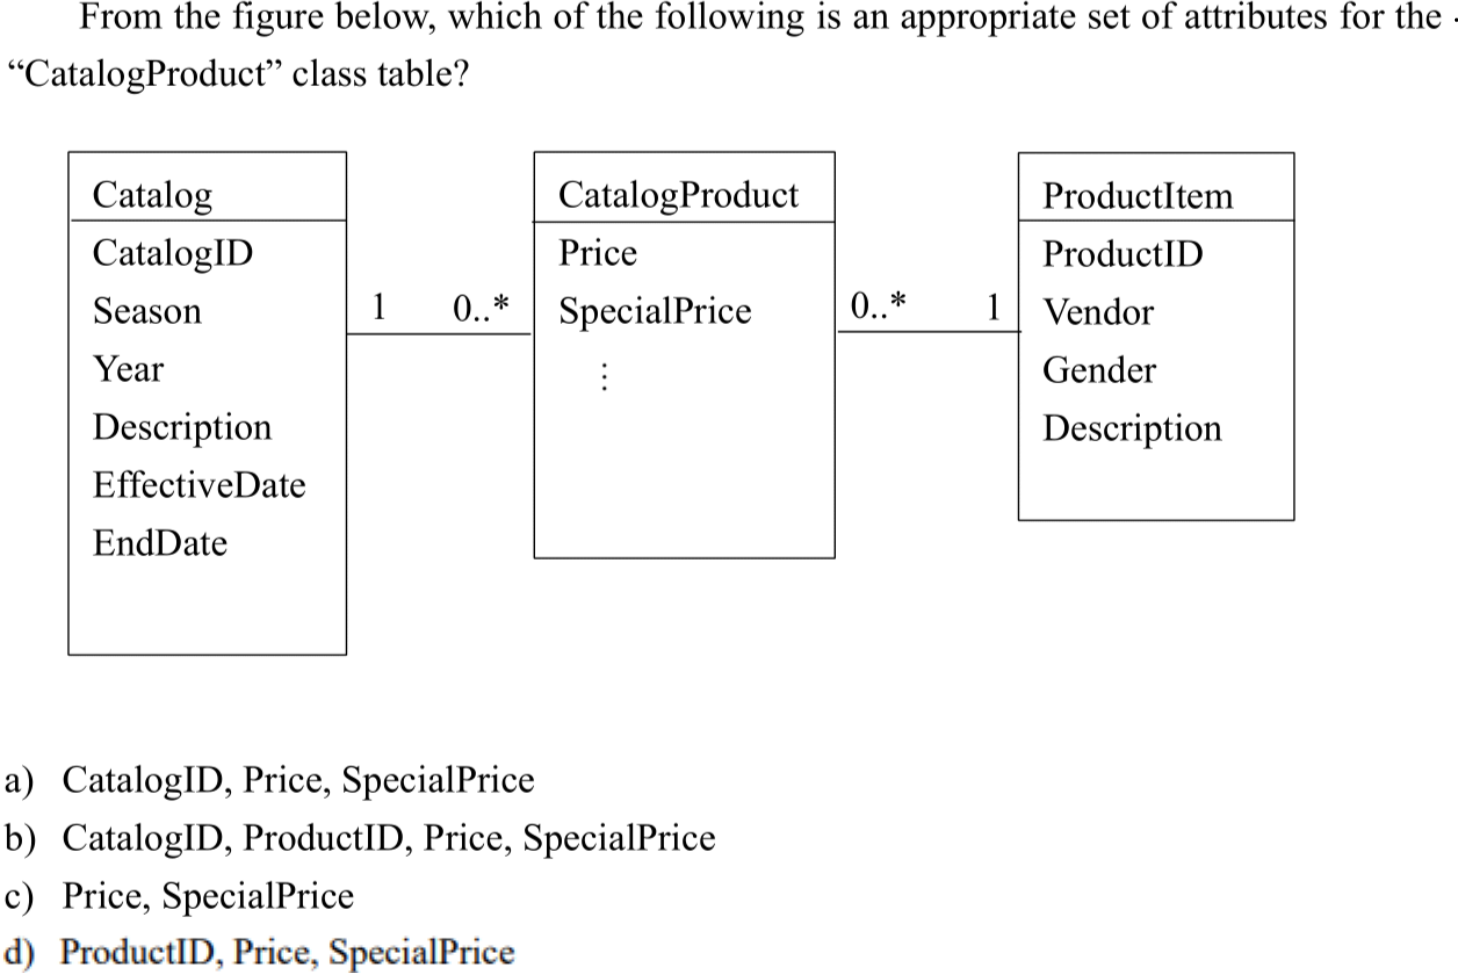 From the figure below, which of the following is an appropriate set of attributes for the
“CatalogProduct” class table?
Catalog
CatalogID
Season
Year
Description
EffectiveDate
EndDate
1 0..*
CatalogProduct
Price
SpecialPrice
⋮
0..* 1
ProductItem
ProductID
Vendor
Gender
Description
a) CatalogID, Price, SpecialPrice
b) CatalogID, ProductID, Price, SpecialPrice
c) Price, SpecialPrice
d) ProductID, Price, SpecialPrice